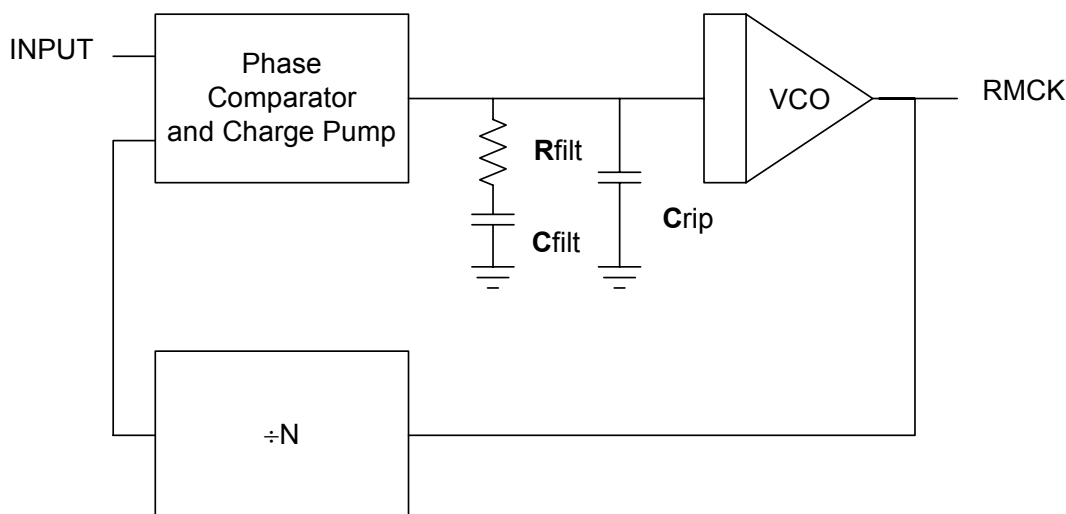 INPUT
Phase
Comparator
and Charge Pump
VCO
RMCK
Rfilt
Cfilt
Crip
÷N